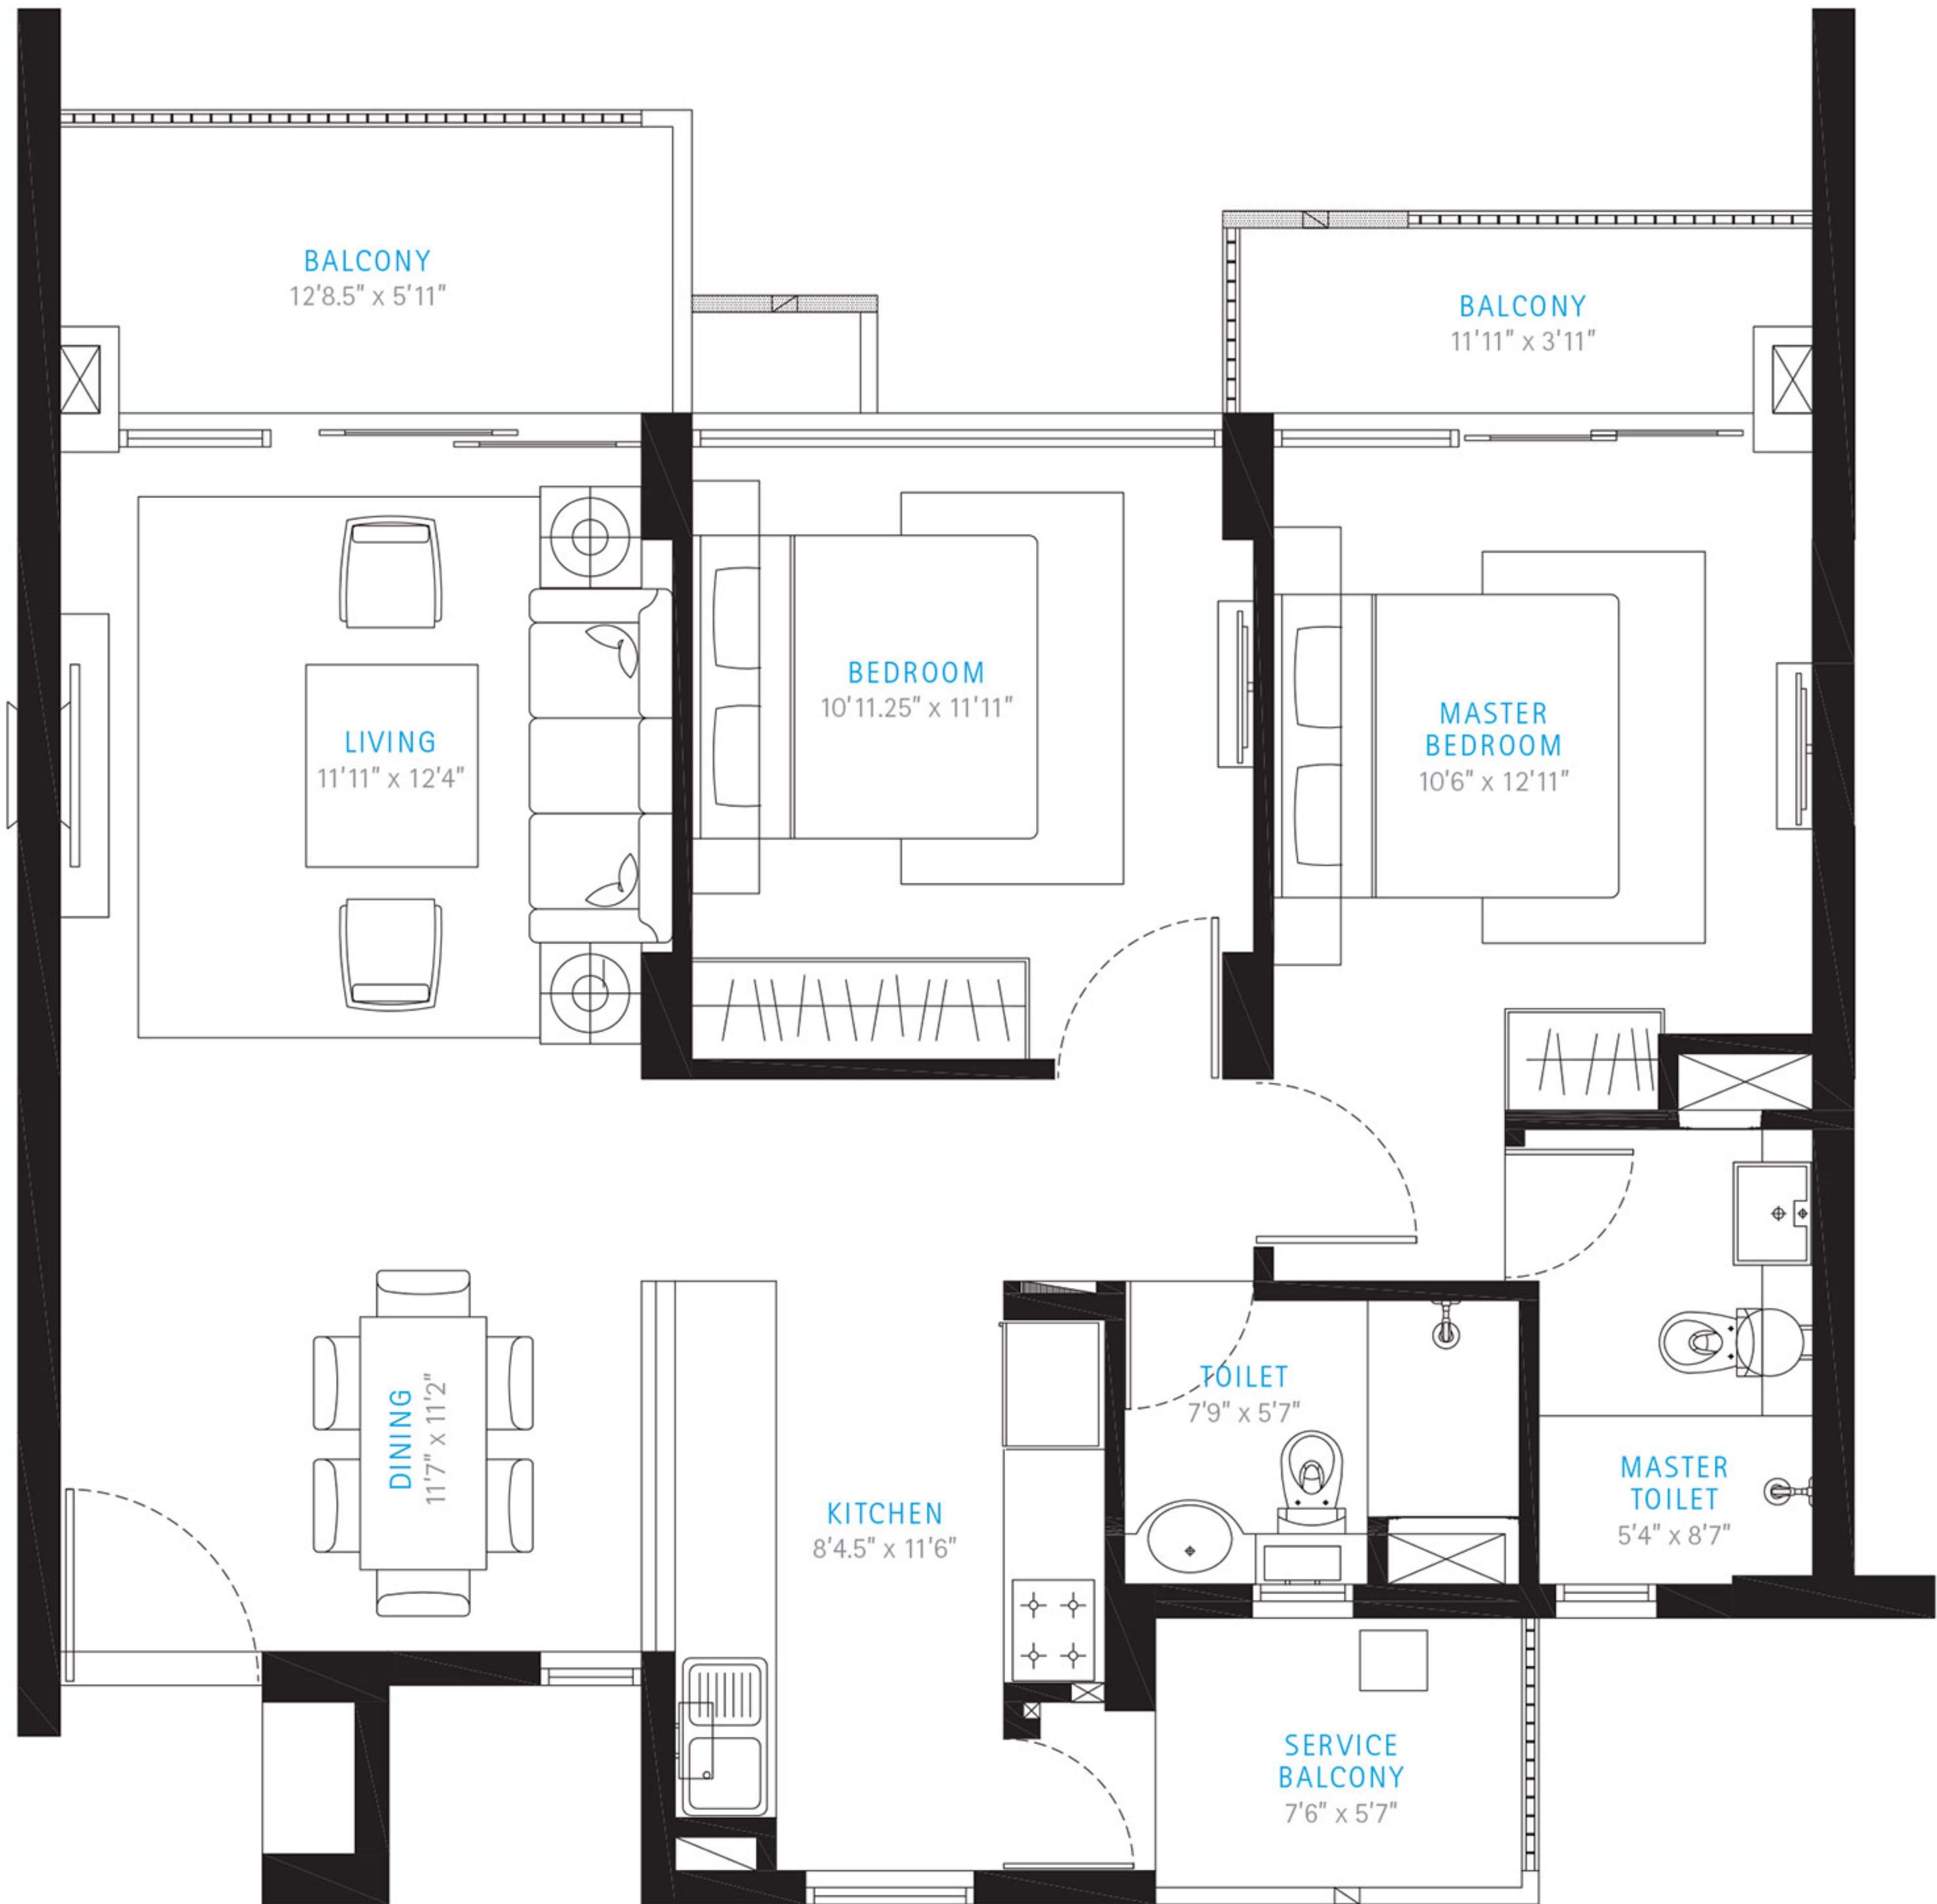 BALCONY
12'8.5" x 5'11"
BALCONY
11'11" x 3'11"
LIVING
11'11" x 12'4"
BEDROOM
10'11.25" x 11'11"
MASTER
BEDROOM
10'6" x 12'11"
DINING
11'7" x 11'2"
KITCHEN
8'4.5" x 11'6"
TOILET
7'9" x 5'7"
MASTER
TOILET
5'4" x 8'7"
SERVICE
BALCONY
7'6" x 5'7"